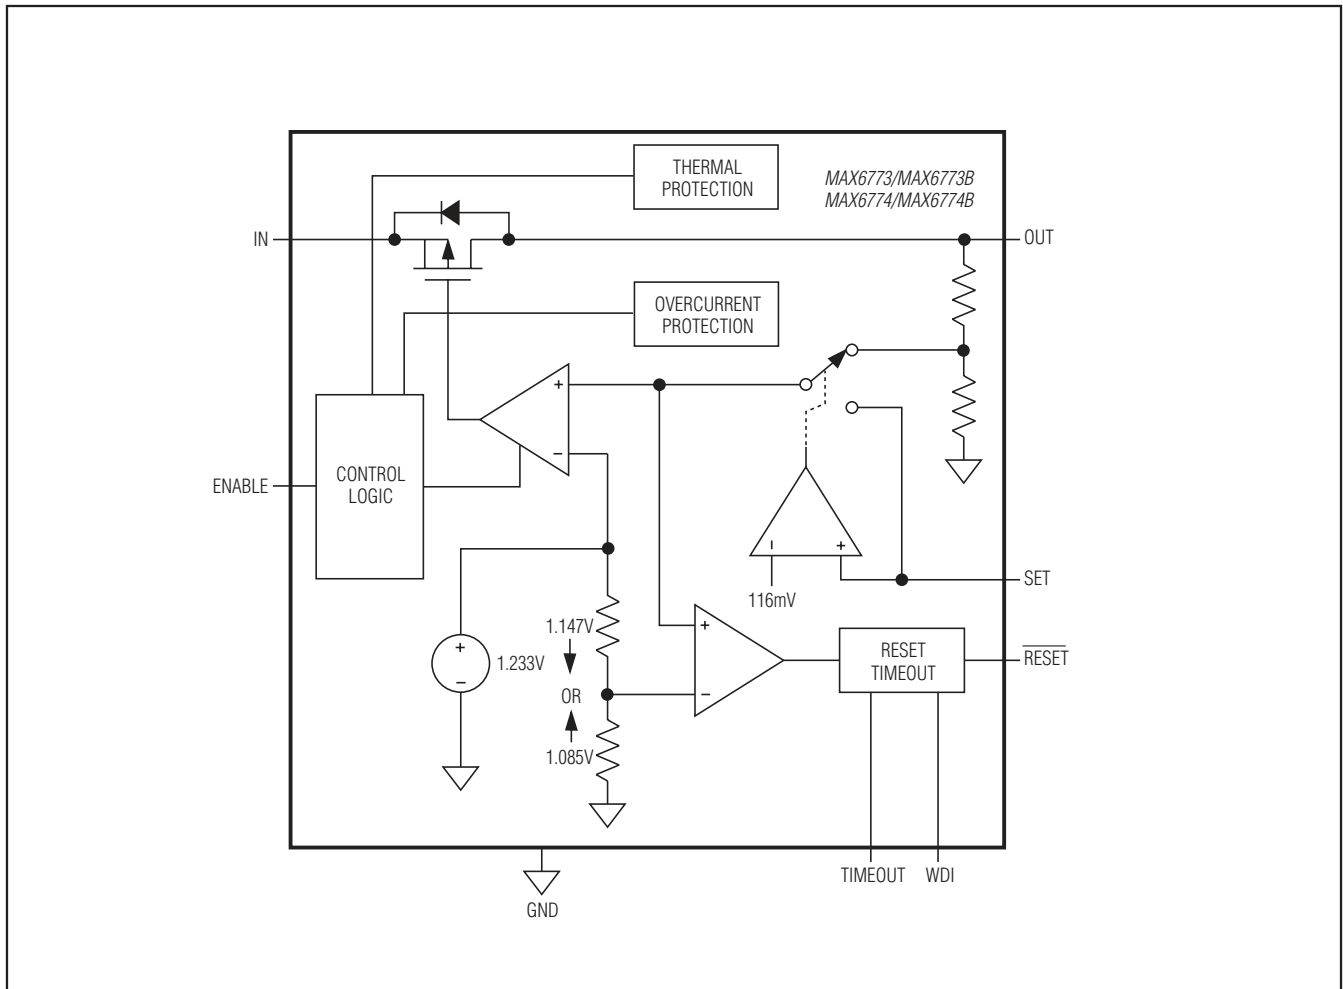 THERMAL
PROTECTION
MAX6773/MAX6773B
MAX6774/MAX6774B
IN
OUT
OVERCURRENT
PROTECTION
+
−
CONTROL
LOGIC
ENABLE
−
+
116mV
SET
1.147V
+
−
1.233V
OR
1.085V
+
−
RESET
TIMEOUT
RESET
TIMEOUT
WDI
GND